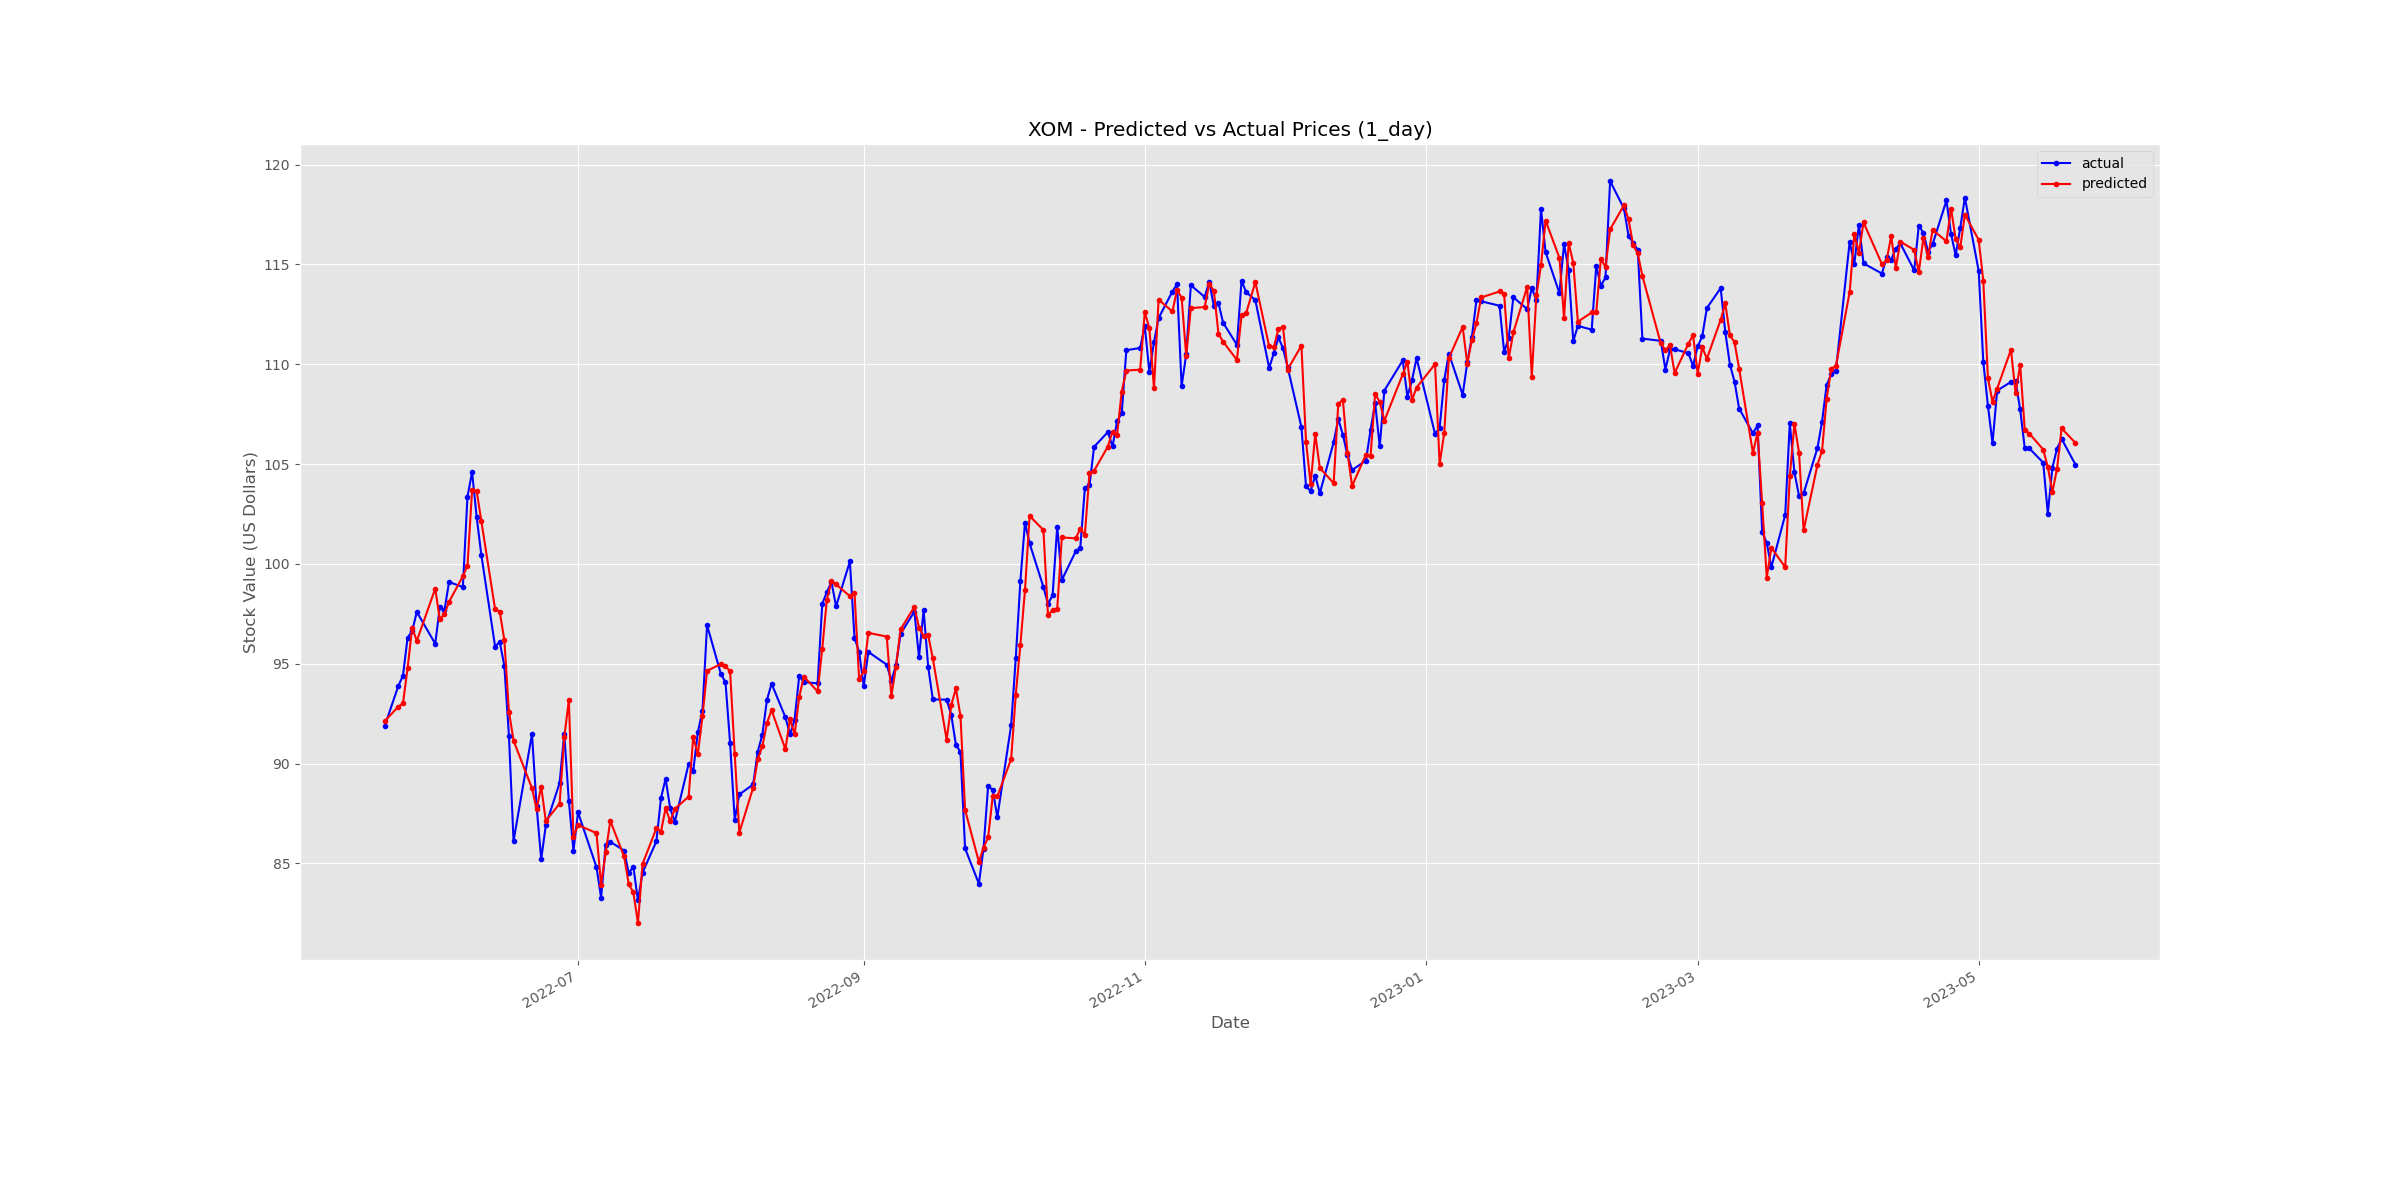 XOM - Predicted vs Actual Prices (1_day)
actual
predicted
Stock Value (US Dollars)
120
115
110
105
100
95
90
85
2022-07
2022-09
2022-11
2023-01
2023-03
2023-05
Date